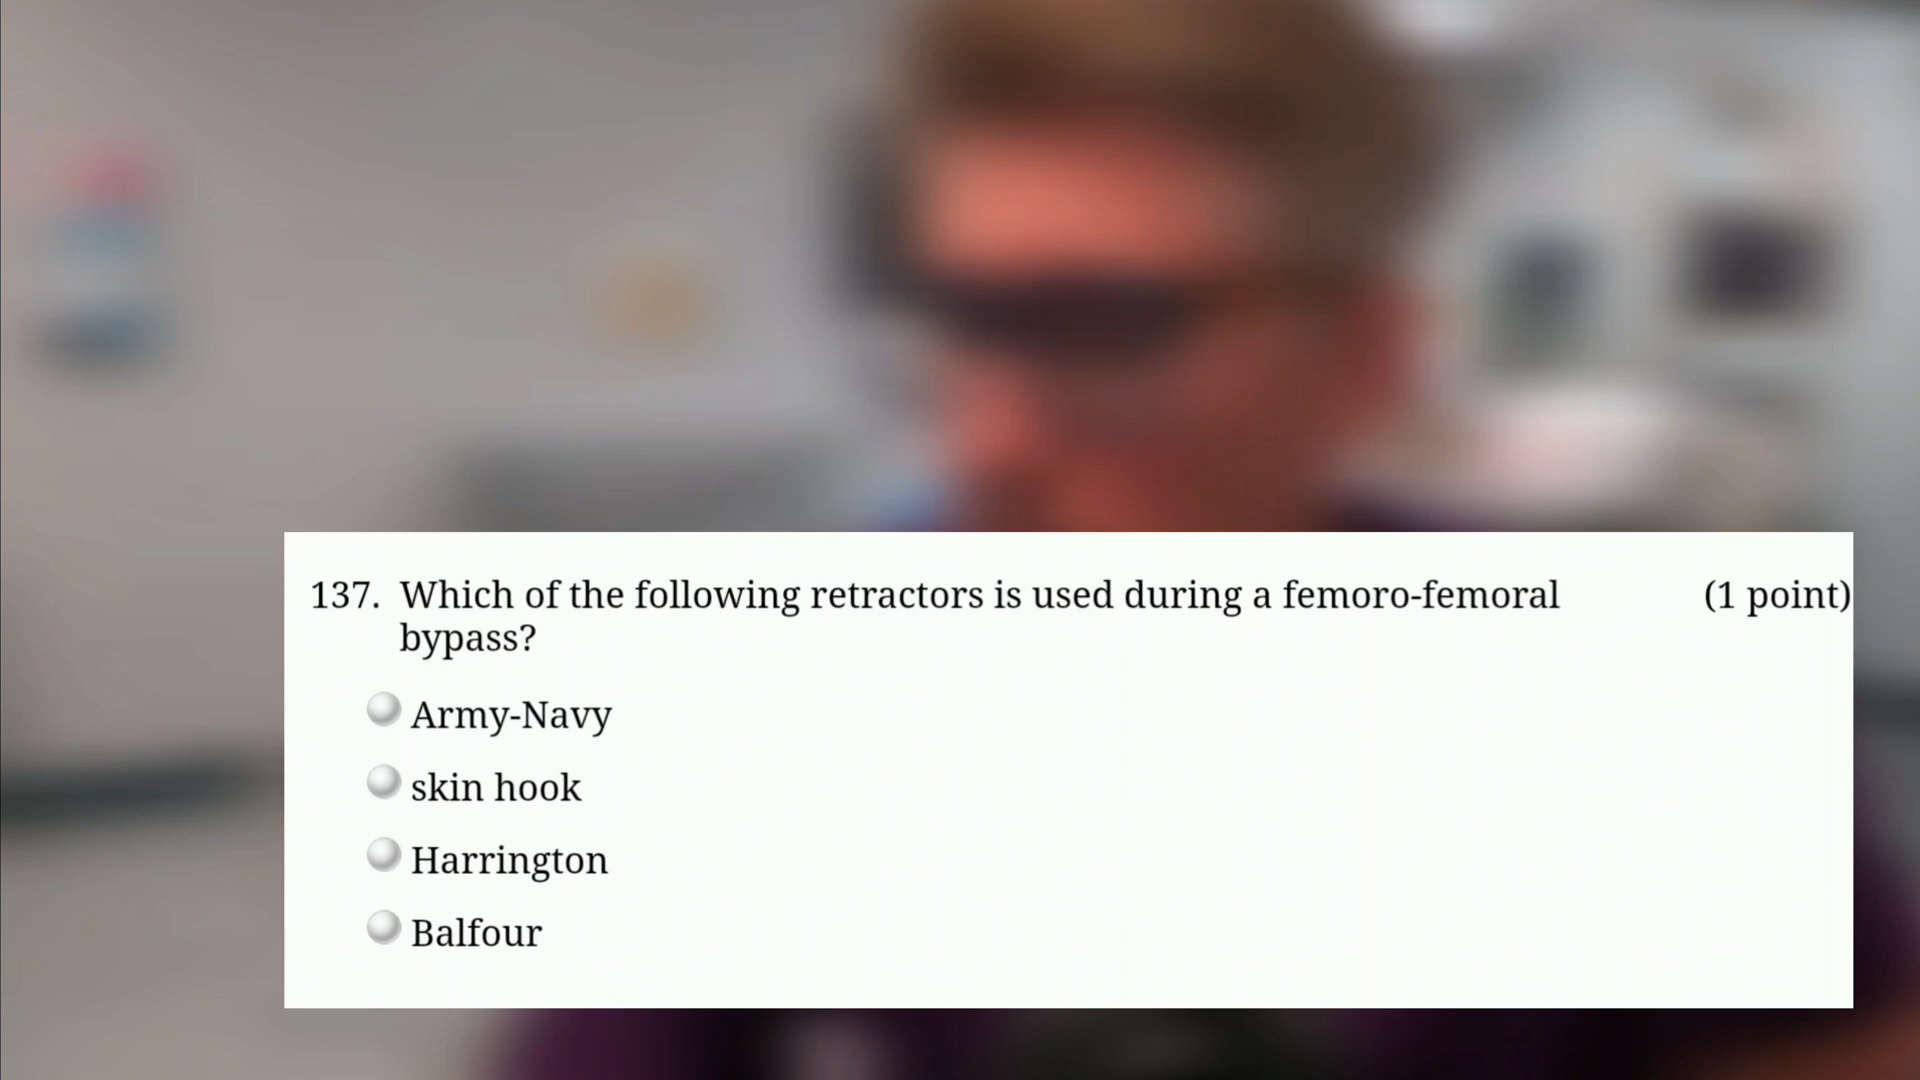 137. Which of the following retractors is used during a femoro-femoral (1 point)
bypass?
Army-Navy
skin hook
Harrington
Balfour